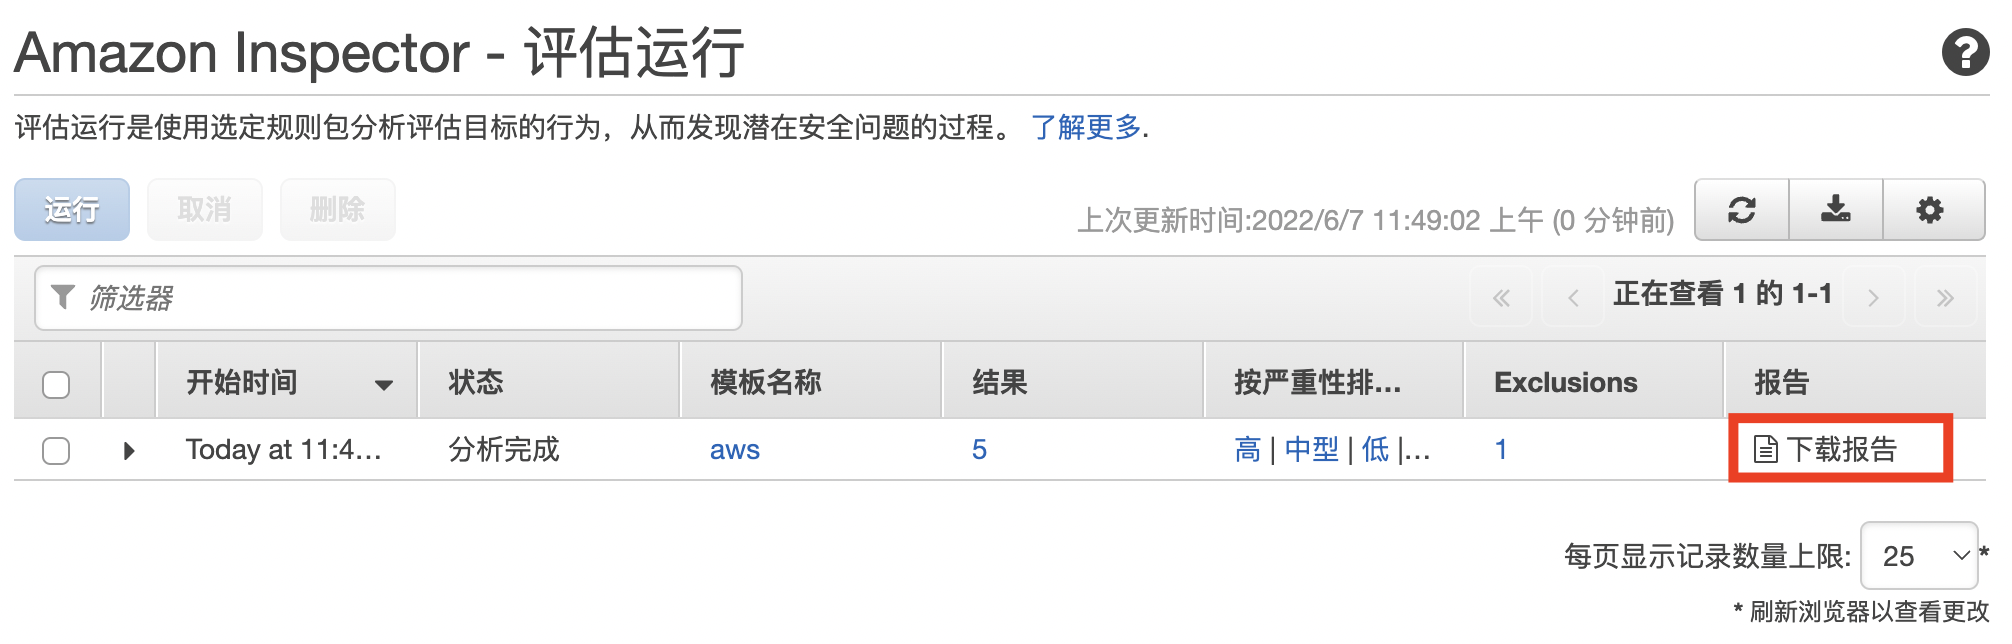 Amazon Inspector - 评估运行
评估运行是使用选定规则包分析评估目标的行为，从而发现潜在安全问题的过程。 了解更多.
运行 取消 删除 上次更新时间:2022/6/7 11:49:02 上午 (0 分钟前)
筛选器 « ‹ 正在查看 1 的 1-1 › »
开始时间 状态 模板名称 结果 按严重性排... Exclusions 报告
Today at 11:4... 分析完成 aws 5 高 | 中型 | 低 |... 1 下载报告
每页显示记录数量上限: 25 *
* 刷新浏览器以查看更改